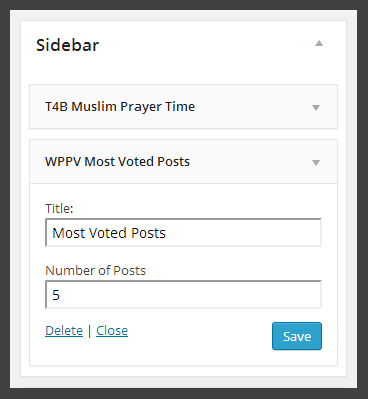 Sidebar
T4B Muslim Prayer Time
WPPV Most Voted Posts
Title:
Most Voted Posts
Number of Posts
5
Delete | Close
Save